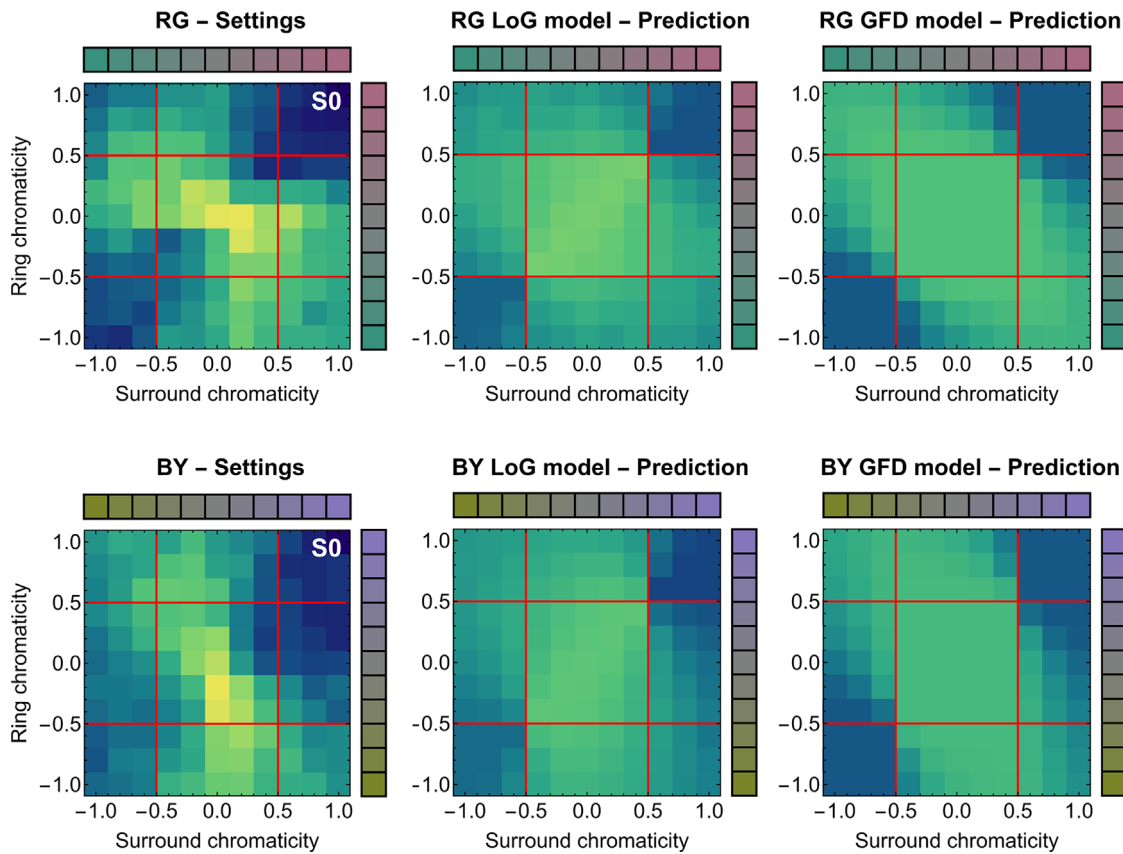 RG – Settings
RG LoG model – Prediction
RG GFD model – Prediction
S0
1.0
0.5
0.0
−0.5
−1.0
Ring chromaticity
−1.0 −0.5 0.0 0.5 1.0
Surround chromaticity
1.0
0.5
0.0
−0.5
−1.0
−1.0 −0.5 0.0 0.5 1.0
Surround chromaticity
1.0
0.5
0.0
−0.5
−1.0
−1.0 −0.5 0.0 0.5 1.0
Surround chromaticity
BY – Settings
BY LoG model – Prediction
BY GFD model – Prediction
S0
1.0
0.5
0.0
−0.5
−1.0
Ring chromaticity
−1.0 −0.5 0.0 0.5 1.0
Surround chromaticity
1.0
0.5
0.0
−0.5
−1.0
−1.0 −0.5 0.0 0.5 1.0
Surround chromaticity
1.0
0.5
0.0
−0.5
−1.0
−1.0 −0.5 0.0 0.5 1.0
Surround chromaticity